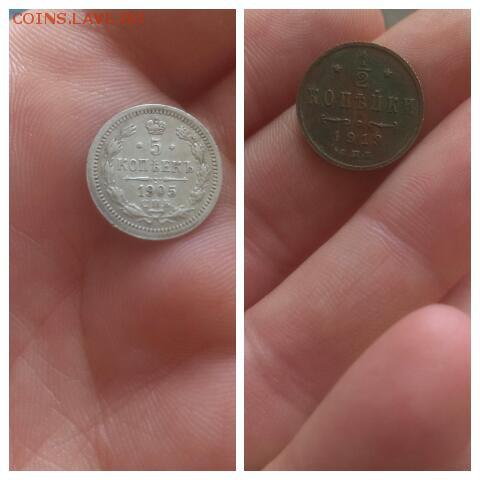 COINS.LAVE.RU
5
КОПѢЕКЪ
1905
С.П.Б.
1/2
КОПѢЙКИ
С.П.Б.